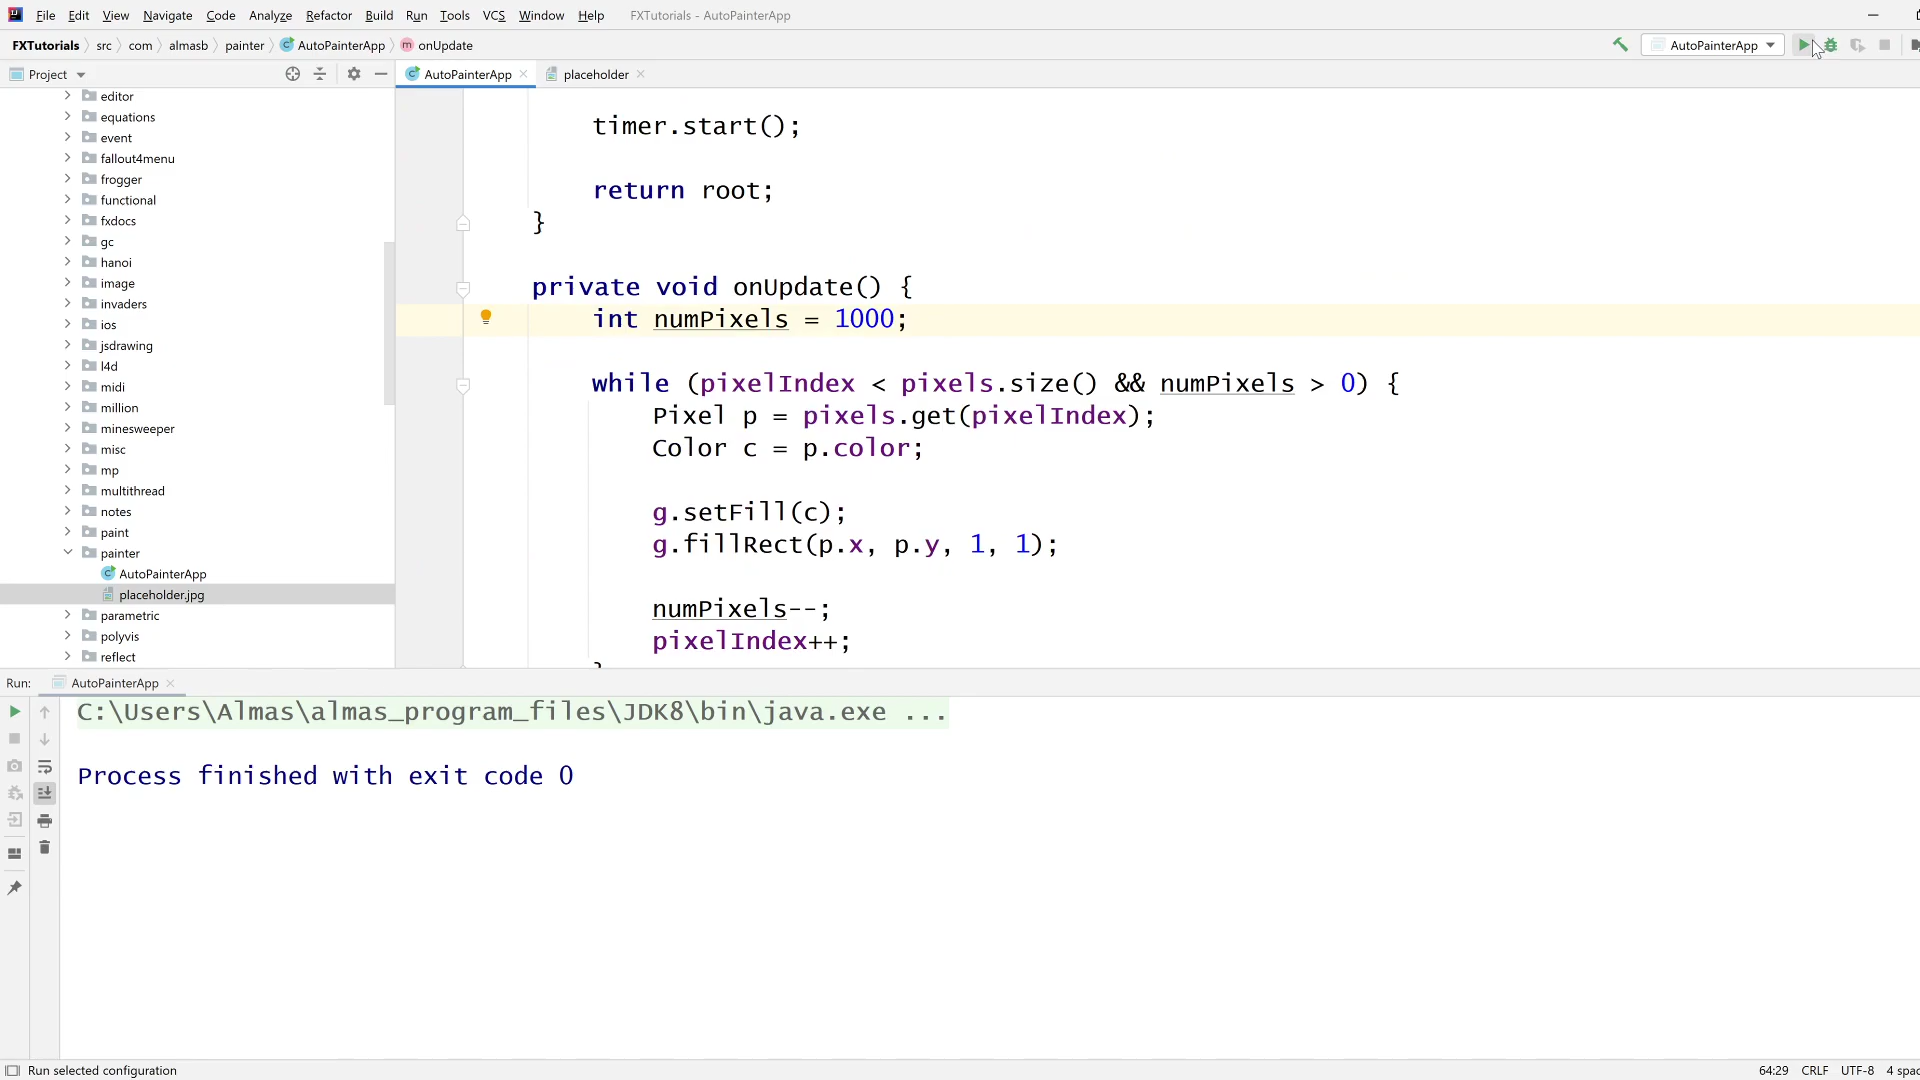 File Edit View Navigate Code Analyze Refactor Build Run Tools VCS Window Help FXTutorials - AutoPainterApp
FXTutorials src com almasb painter AutoPainterApp onUpdate AutoPainterApp
Project AutoPainterApp placeholder
editor
equations
event
fallout4menu
frogger
functional
fxdocs
gc
hanoi
image
invaders
ios
jsdrawing
l4d
midi
million
minesweeper
misc
mp
multithread
notes
paint
painter
AutoPainterApp
placeholder.jpg
parametric
polyvis
reflect
timer.start();
return root;
}
private void onUpdate() {
int numPixels = 1000;
while (pixelIndex < pixels.size() && numPixels > 0) {
Pixel p = pixels.get(pixelIndex);
Color c = p.color;
g.setFill(c);
g.fillRect(p.x, p.y, 1, 1);
numPixels--;
pixelIndex++;
Run: AutoPainterApp
C:\Users\Almas\almas_program_files\JDK8\bin\java.exe ...
Process finished with exit code 0
Run selected configuration 64:29 CRLF UTF-8 4 spac